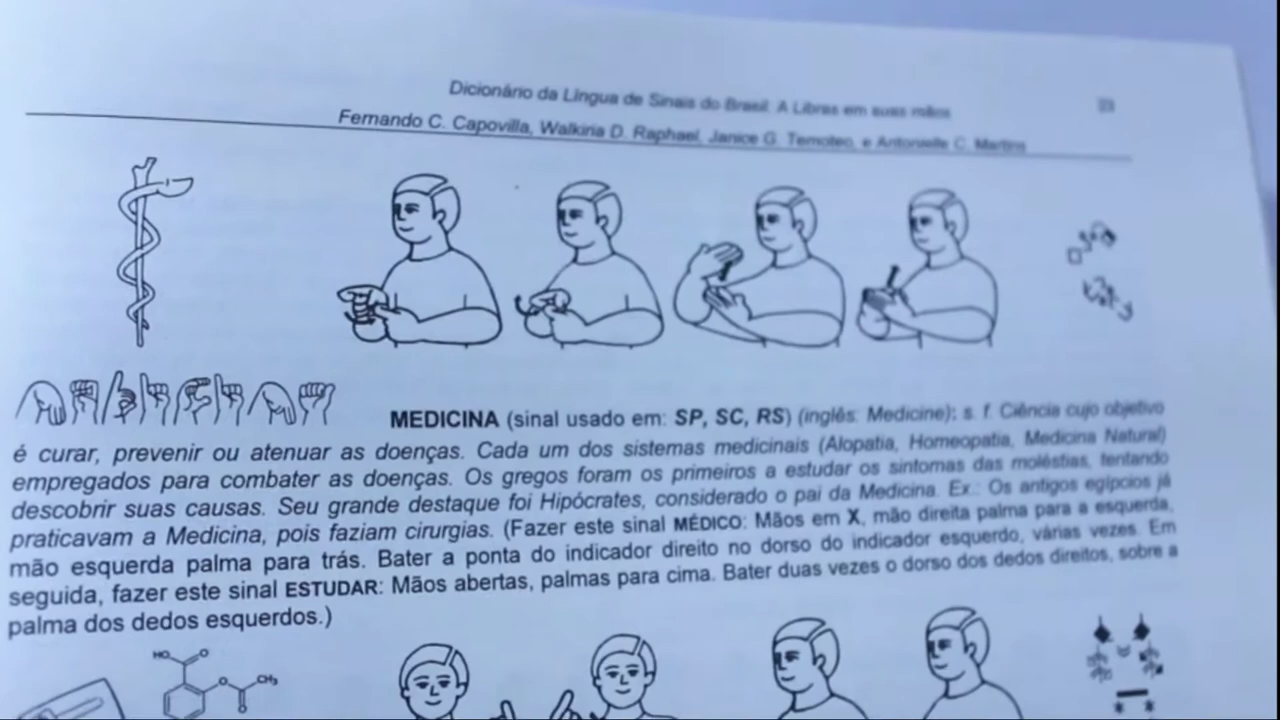 Dicionário da Língua de Sinais do Brasil: A Libras em suas mãos
Fernando C. Capovilla, Walkiria D. Raphael, Janice G. Temoteo, e Antonielle C. Martins
MEDICINA (sinal usado em: SP, SC, RS) (inglês: Medicine); s. f. Ciência cujo objetivo
é curar, prevenir ou atenuar as doenças. Cada um dos sistemas medicinais (Alopatia, Homeopatia, Medicina Natural)
empregados para combater as doenças. Os gregos foram os primeiros a estudar os sintomas das moléstias, tentando
descobrir suas causas. Seu grande destaque foi Hipócrates, considerado o pai da Medicina. Ex.: Os antigos egípcios já
praticavam a Medicina, pois faziam cirurgias. (Fazer este sinal MÉDICO: Mãos em X, mão direita palma para a esquerda,
mão esquerda palma para trás. Bater a ponta do indicador direito no dorso do indicador esquerdo, várias vezes. Em
seguida, fazer este sinal ESTUDAR: Mãos abertas, palmas para cima. Bater duas vezes o dorso dos dedos direitos, sobre a
palma dos dedos esquerdos.)
HO
O
O
CH₃
O